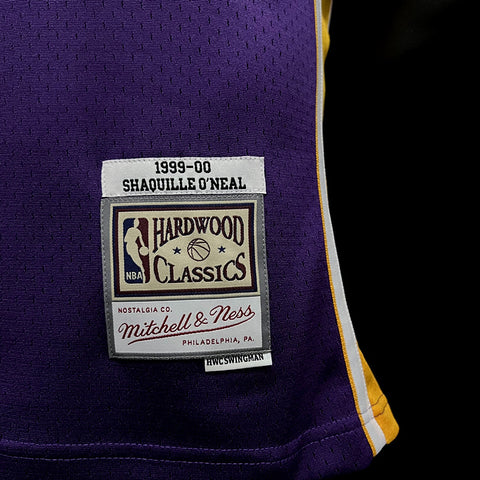 1999-00
SHAQUILLE O'NEAL
NBA
HARDWOOD
CLASSICS
NOSTALGIA CO.
Mitchell & Ness
PHILADELPHIA, PA.
HWCSWINGMAN